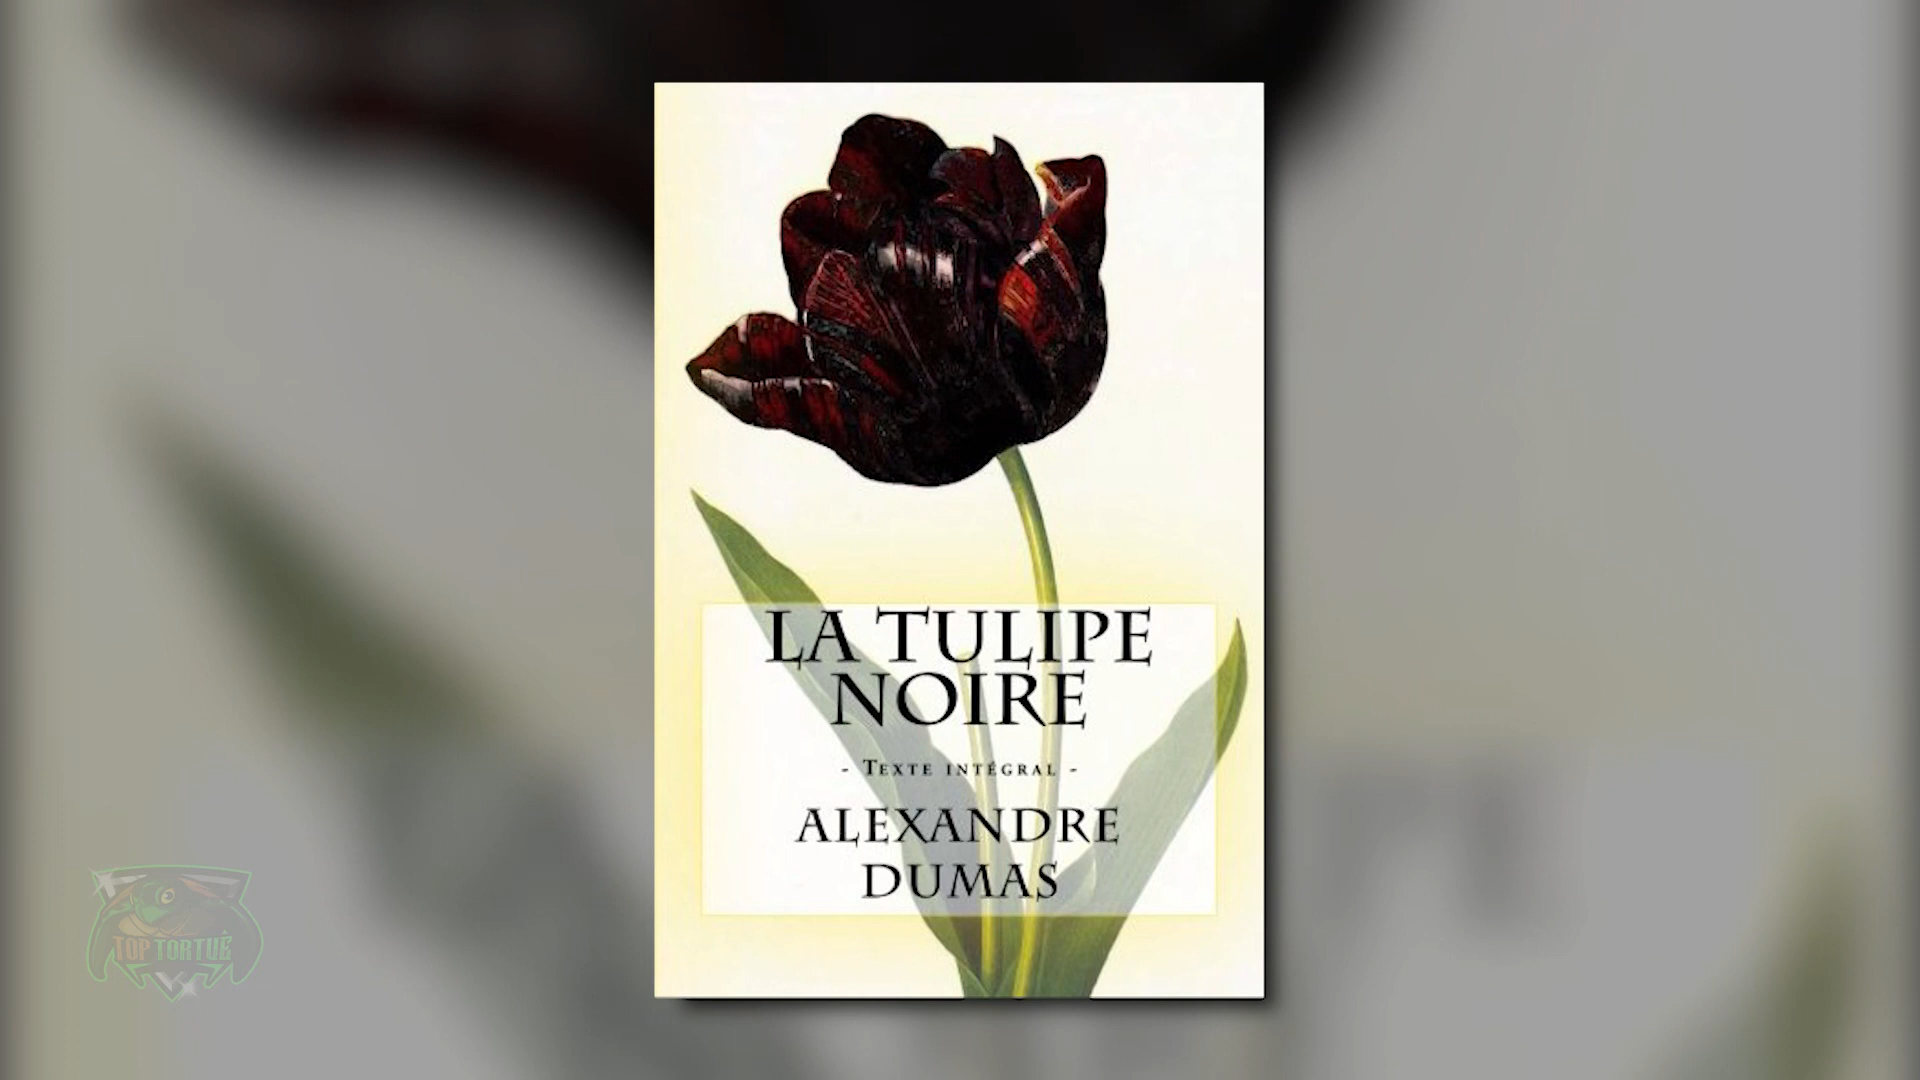 LA TULIPE
NOIRE
- TEXTE INTÉGRAL -
ALEXANDRE
DUMAS
TOP TORTUE